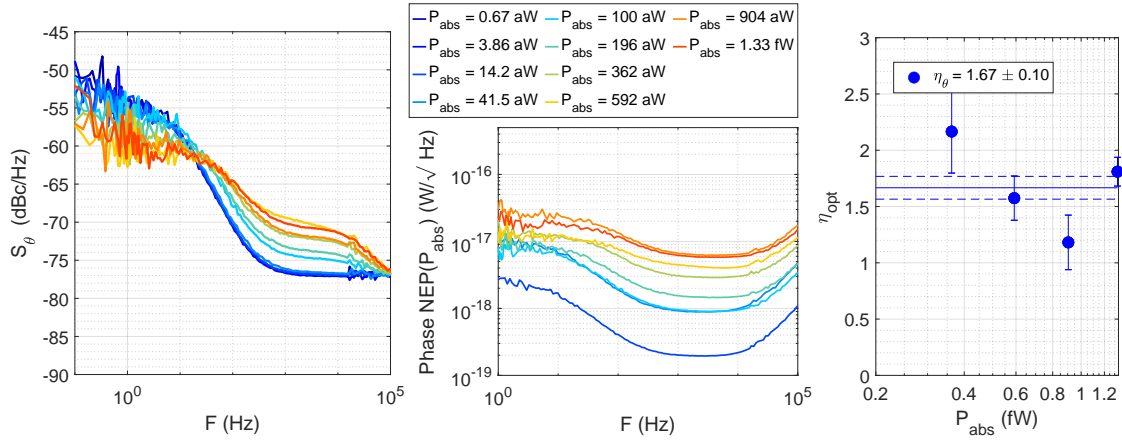 -45
-50
-55
-60
-65
-70
-75
-80
-85
-90
S_θ (dBc/Hz)
10^0
10^5
F (Hz)
P_abs = 0.67 aW
P_abs = 3.86 aW
P_abs = 14.2 aW
P_abs = 41.5 aW
P_abs = 100 aW
P_abs = 196 aW
P_abs = 362 aW
P_abs = 592 aW
P_abs = 904 aW
P_abs = 1.33 fW
10^-16
10^-17
10^-18
10^-19
Phase NEP(P_abs) (W/√ Hz)
10^0
10^5
F (Hz)
3
2.5
2
1.5
1
0.5
0
η_opt
η_θ = 1.67 ± 0.10
0.2
0.4
0.6
0.8
1.2
P_abs (fW)